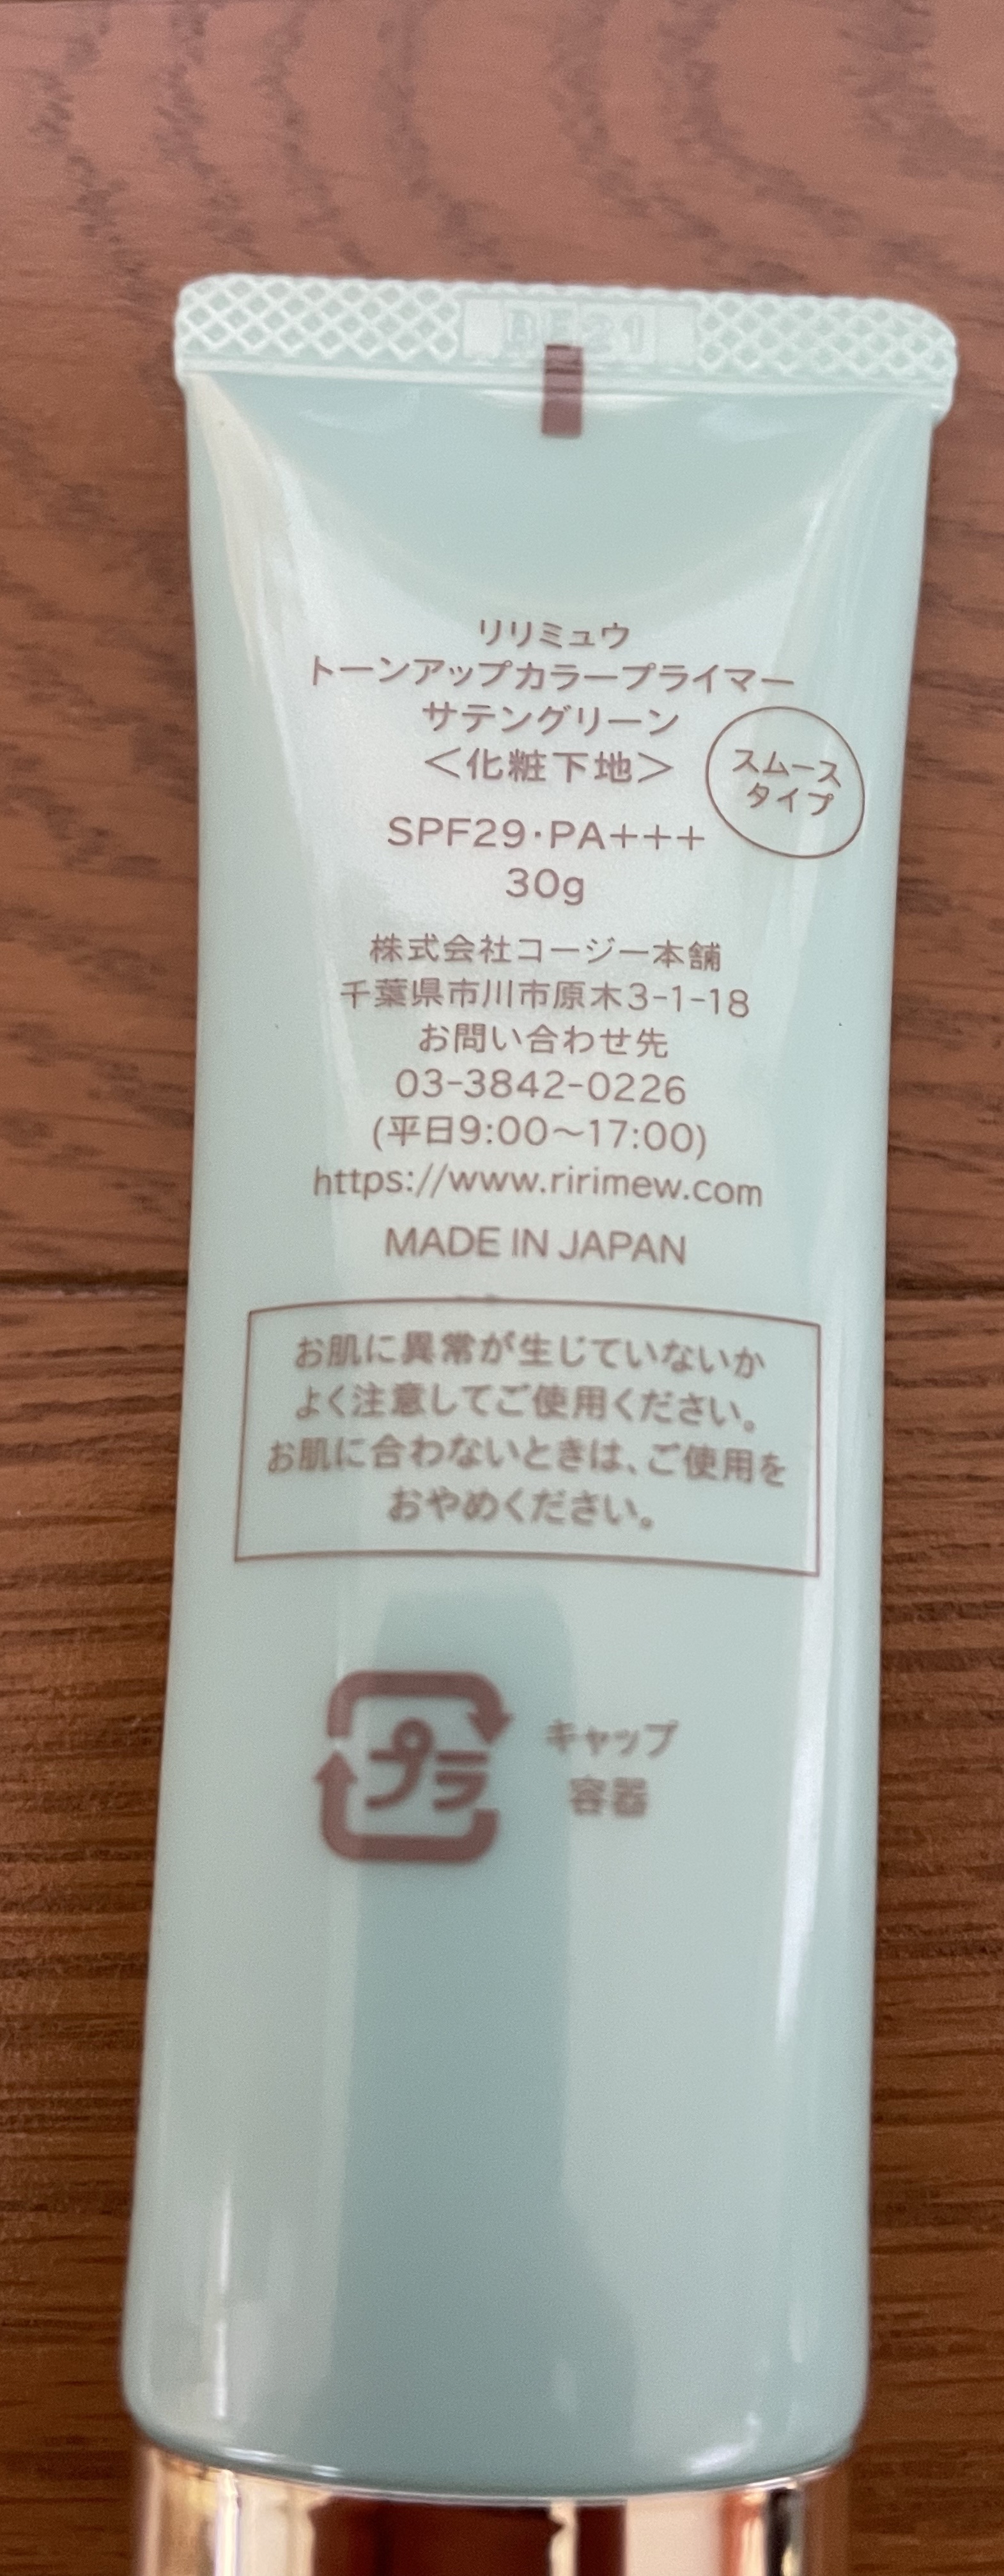 リリミュウ
トーンアップカラープライマー
サテングリーン
＜化粧下地＞
スムース
タイプ
SPF29・PA+++
30g
株式会社コージー本舗
千葉県市川市原木3-1-18
お問い合わせ先
03-3842-0226
(平日9:00〜17:00)
https://www.ririmew.com
MADE IN JAPAN
お肌に異常が生じていないか
よく注意してご使用ください。
お肌に合わないときは、ご使用を
おやめください。
プラ
キャップ
容器